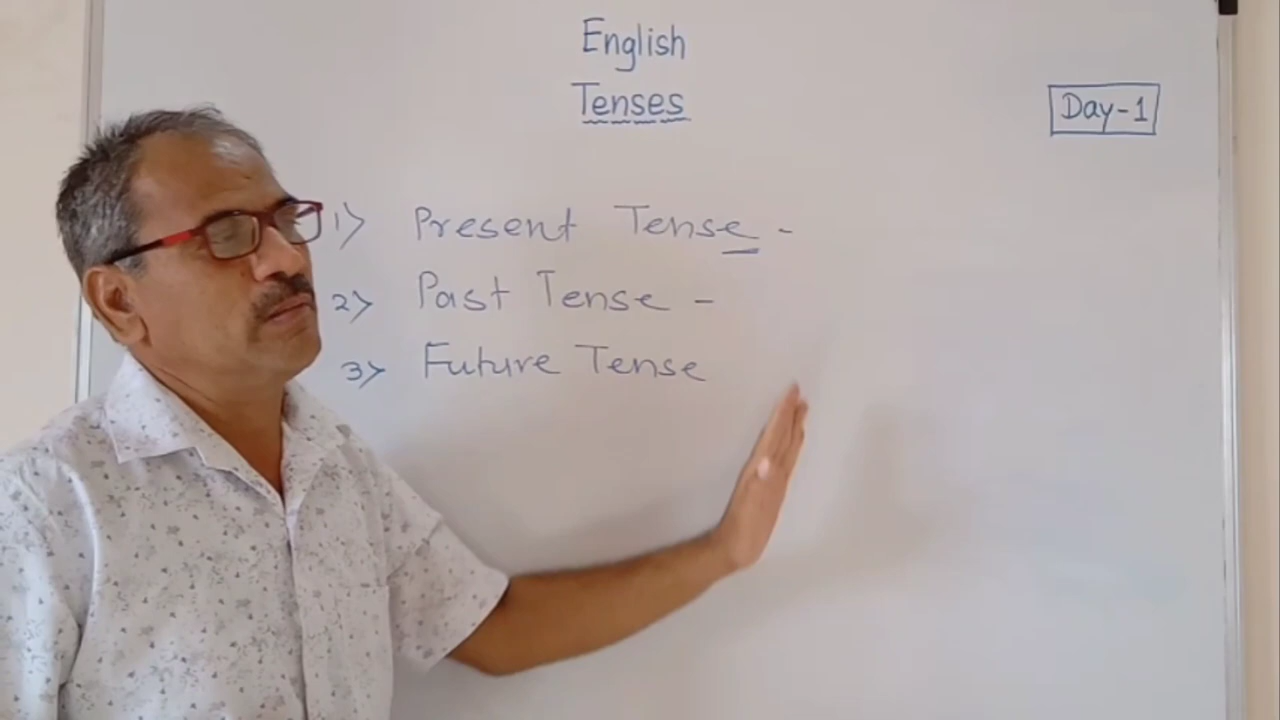 English
Tenses
Day-1
1) Present Tense -
2) Past Tense -
3) Future Tense